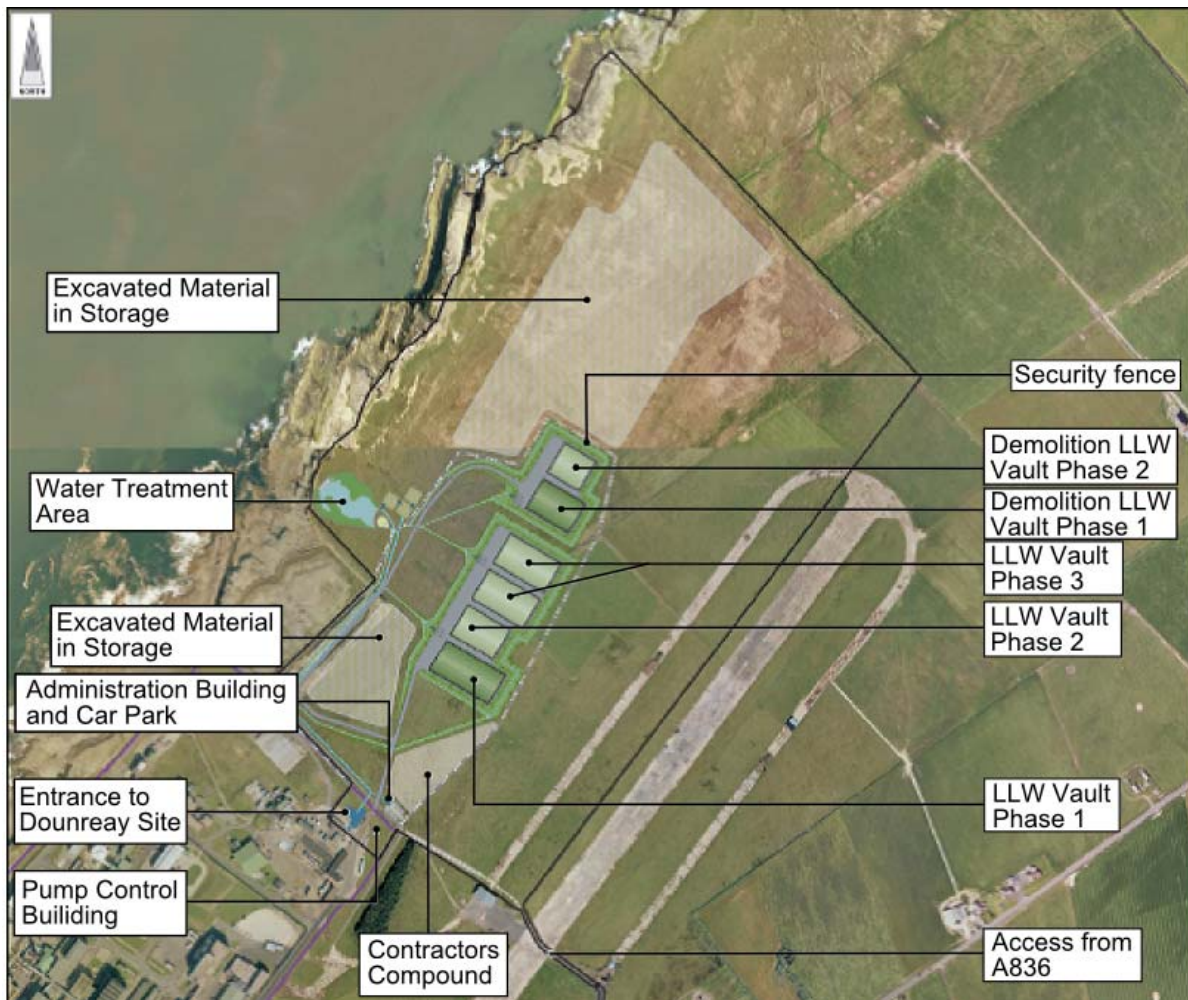 NORTH
Excavated Material
in Storage
Security fence
Demolition LLW
Vault Phase 2
Water Treatment
Area
Demolition LLW
Vault Phase 1
LLW Vault
Phase 3
Excavated Material
in Storage
LLW Vault
Phase 2
Administration Building
and Car Park
Entrance to
Dounreay Site
LLW Vault
Phase 1
Pump Control
Builiding
Contractors
Compound
Access from
A836